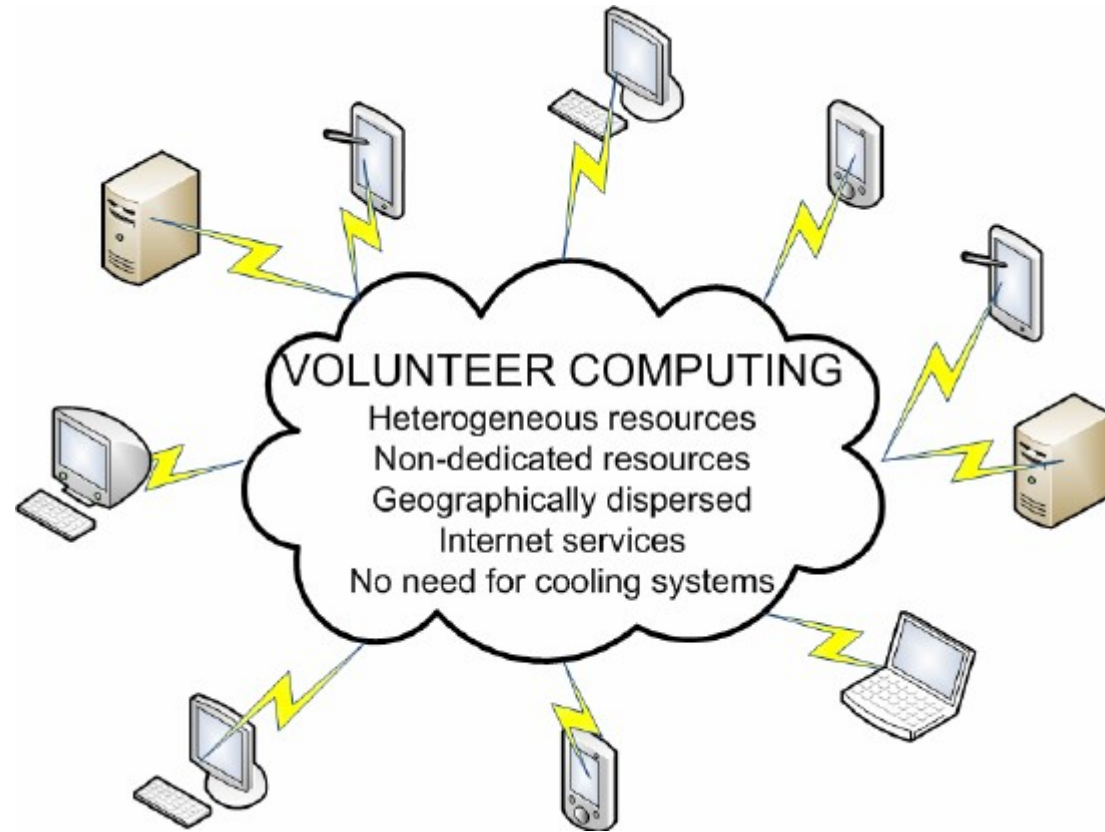 VOLUNTEER COMPUTING
Heterogeneous resources
Non-dedicated resources
Geographically dispersed
Internet services
No need for cooling systems